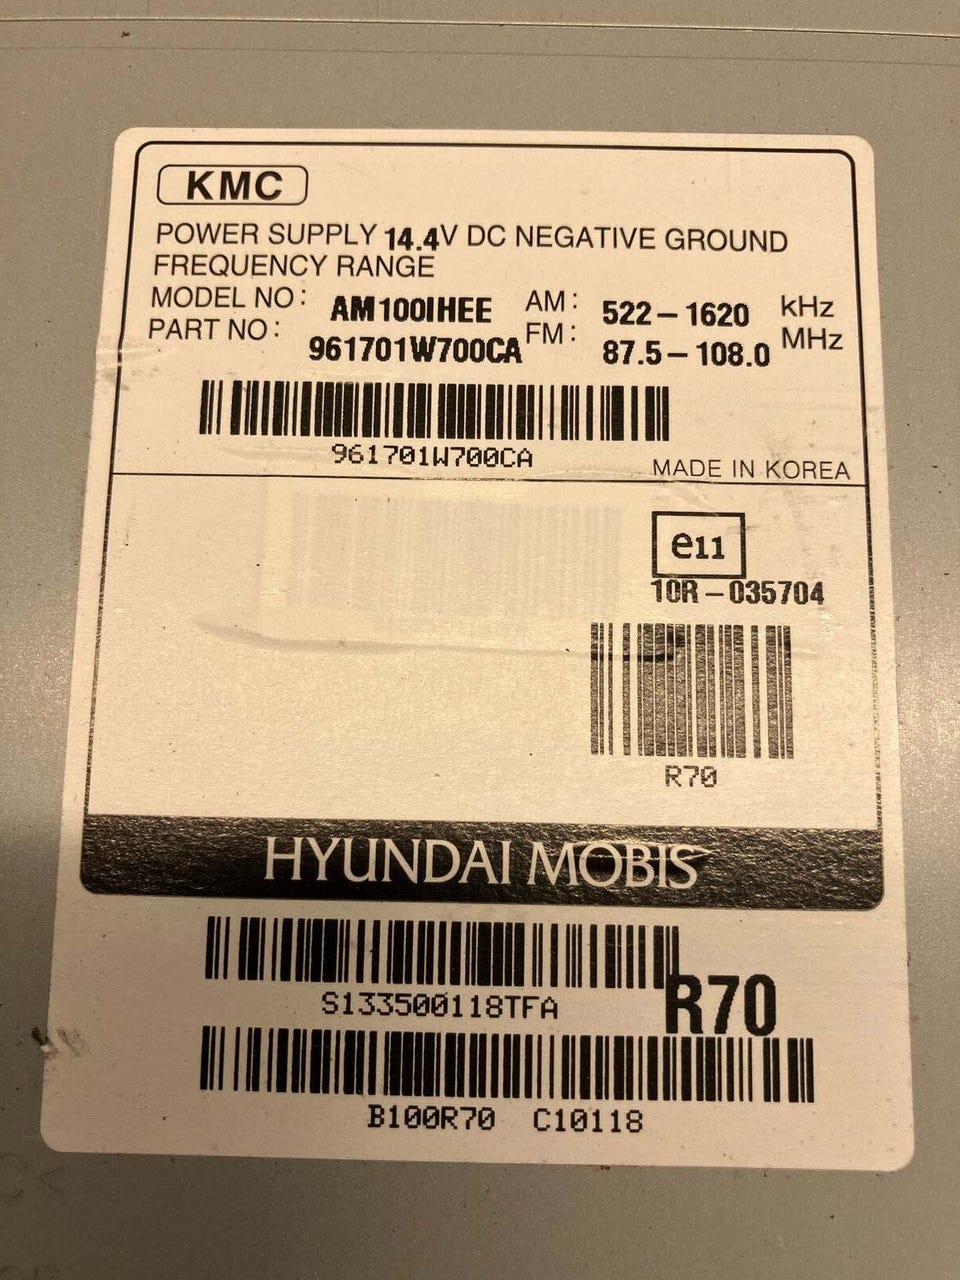 KMC
POWER SUPPLY 14.4V DC NEGATIVE GROUND
FREQUENCY RANGE
MODEL NO: AM100IHEE AM: 522-1620 kHz
PART NO: 961701W700CA FM: 87.5-108.0 MHz
961701W700CA
MADE IN KOREA
e11
10R-035704
R70
HYUNDAI MOBIS
S133500118TFA
R70
B100R70 C10118